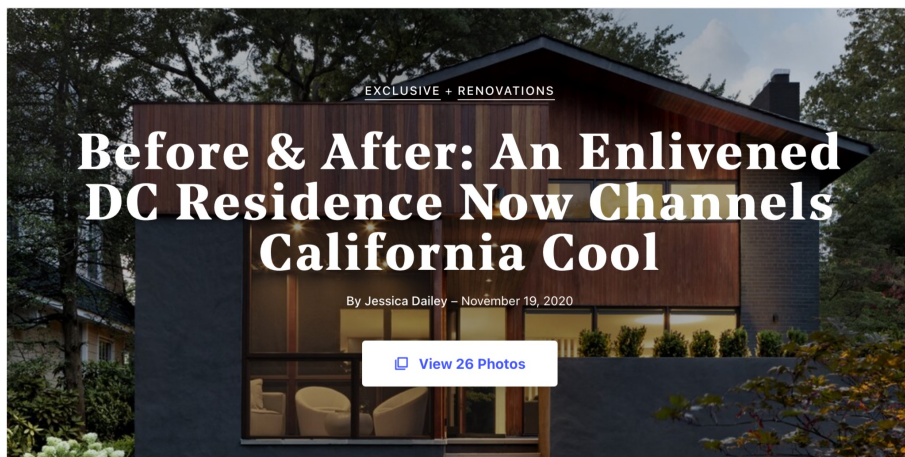 EXCLUSIVE + RENOVATIONS
Before & After: An Enlivened
DC Residence Now Channels
California Cool
By Jessica Dailey – November 19, 2020
View 26 Photos